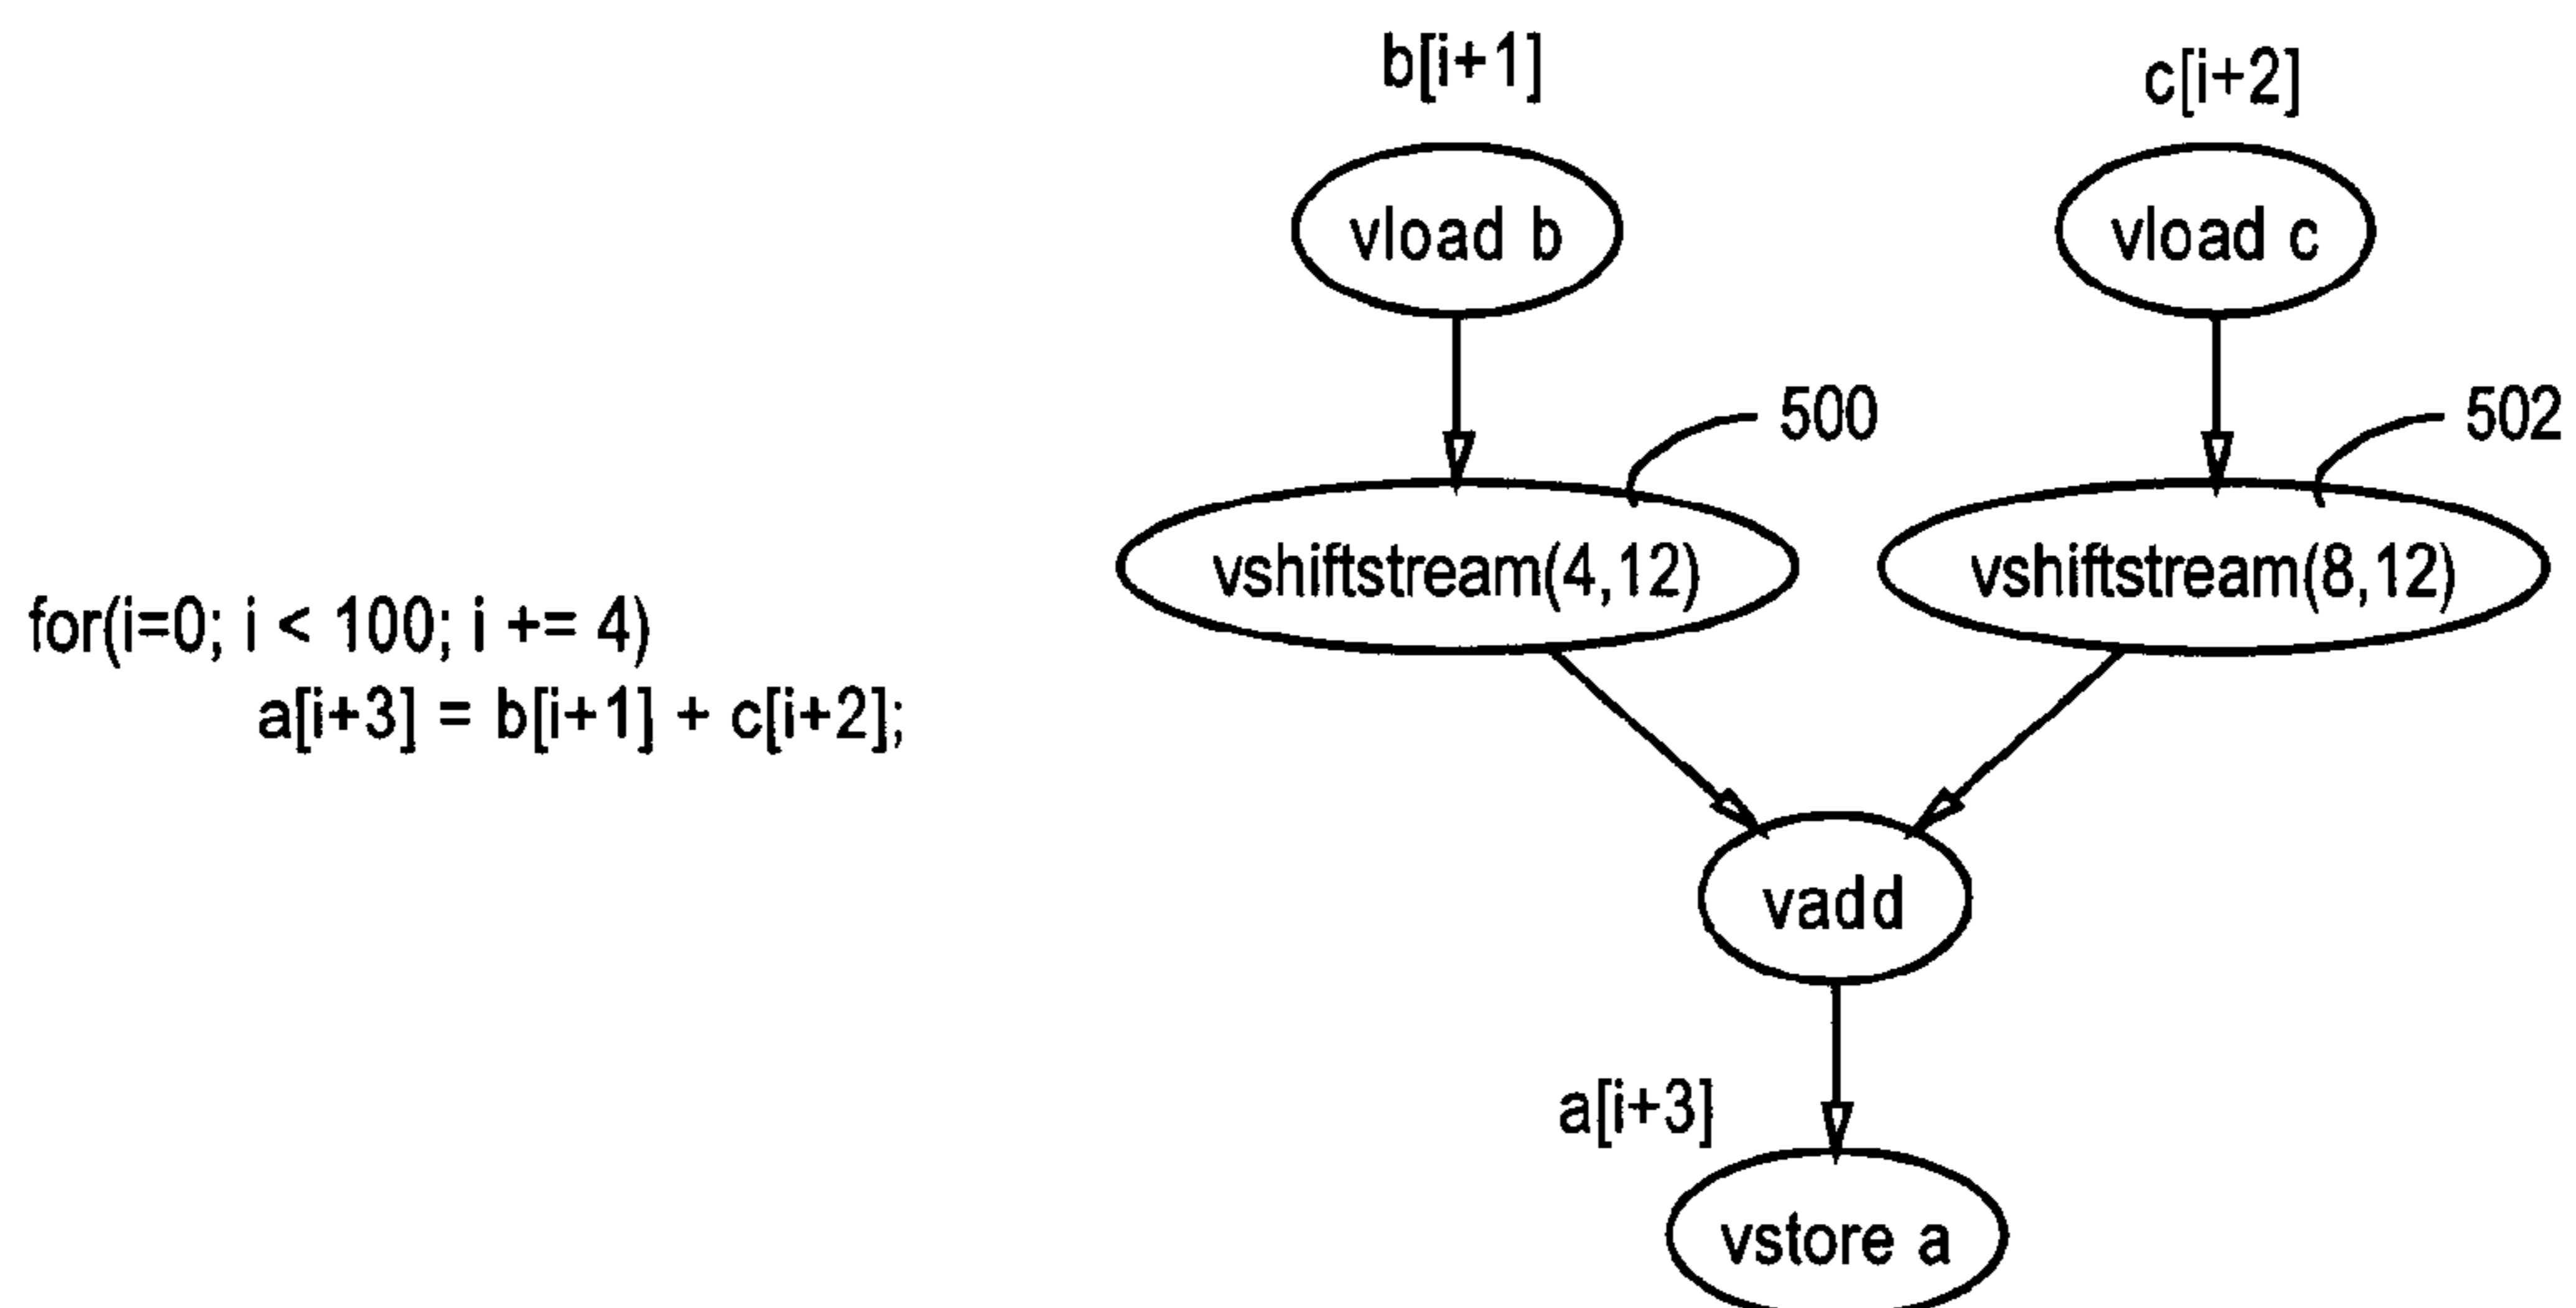 b[i+1]
c[i+2]
vload b
vload c
500
502
vshiftstream(4,12)
vshiftstream(8,12)
for(i=0; i < 100; i += 4)
a[i+3] = b[i+1] + c[i+2];
vadd
a[i+3]
vstore a